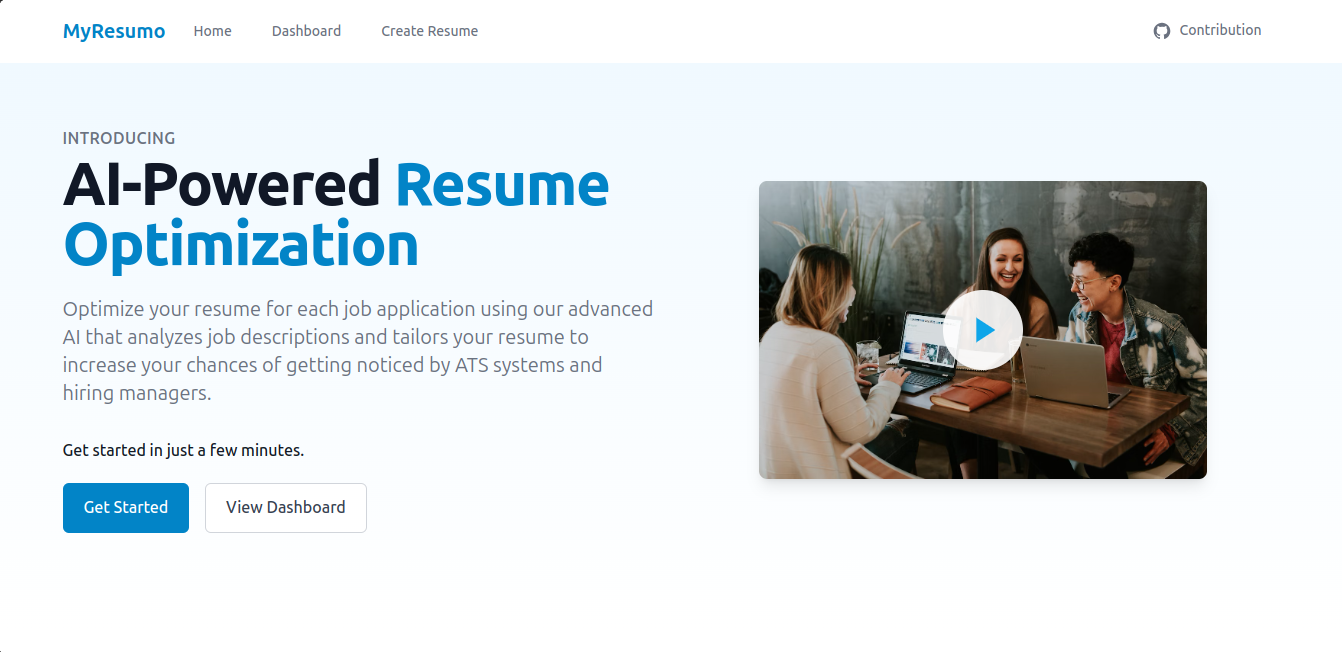 MyResumo
Home
Dashboard
Create Resume
Contribution
INTRODUCING
AI-Powered Resume
Optimization
Optimize your resume for each job application using our advanced
AI that analyzes job descriptions and tailors your resume to
increase your chances of getting noticed by ATS systems and
hiring managers.
Get started in just a few minutes.
Get Started
View Dashboard